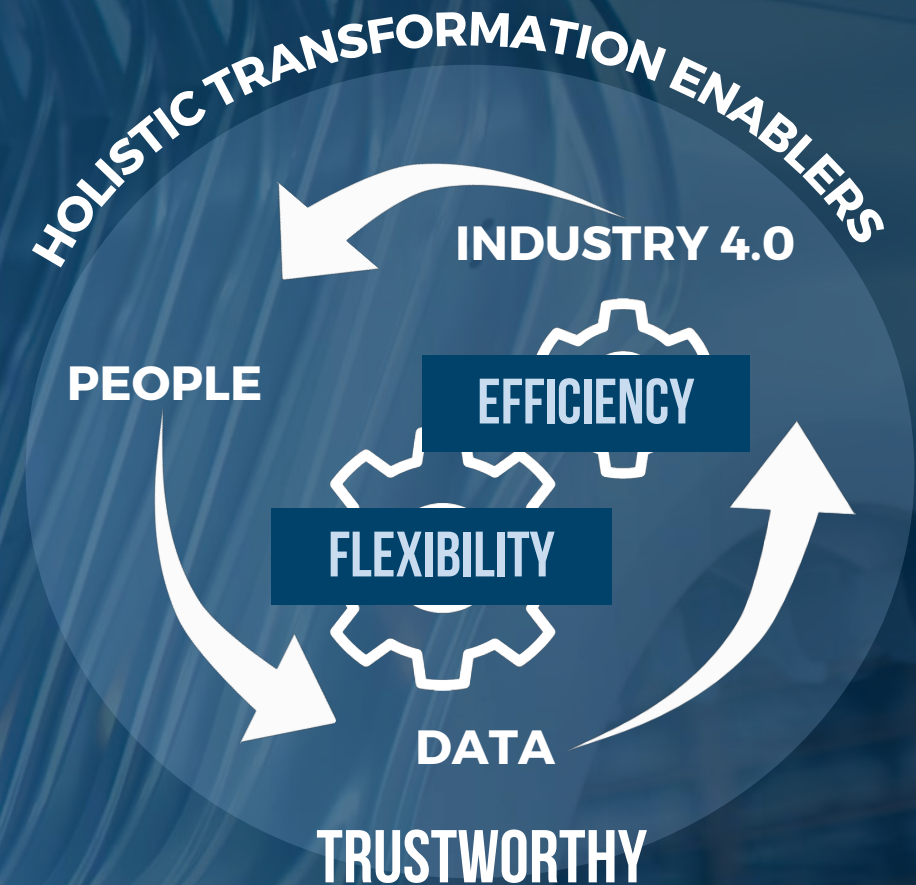 HOLISTIC TRANSFORMATION ENABLERS
INDUSTRY 4.0
PEOPLE
EFFICIENCY
FLEXIBILITY
DATA
TRUSTWORTHY